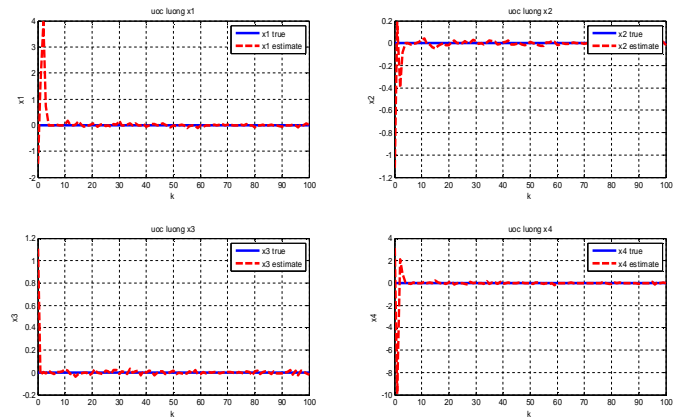 uoc luong x1
x1 true
x1 estimate
4
3
2
1
0
-1
-2
x1
0 10 20 30 40 50 60 70 80 90 100
k
uoc luong x2
x2 true
x2 estimate
0.2
0
-0.2
-0.4
-0.6
-0.8
-1
-1.2
x2
0 10 20 30 40 50 60 70 80 90 100
k
uoc luong x3
x3 true
x3 estimate
1.2
1
0.8
0.6
0.4
0.2
0
-0.2
x3
0 10 20 30 40 50 60 70 80 90 100
k
uoc luong x4
x4 true
x4 estimate
4
2
0
-2
-4
-6
-8
-10
x4
0 10 20 30 40 50 60 70 80 90 100
k